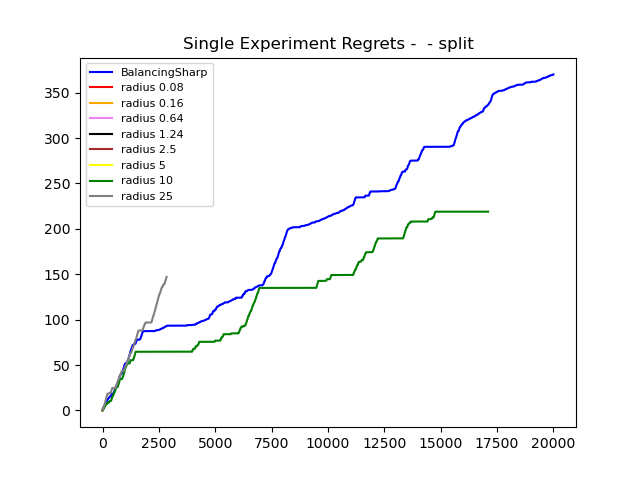 Single Experiment Regrets -  - split
BalancingSharp
radius 0.08
radius 0.16
radius 0.64
radius 1.24
radius 2.5
radius 5
radius 10
radius 25
350
300
250
200
150
100
50
0
0 2500 5000 7500 10000 12500 15000 17500 20000